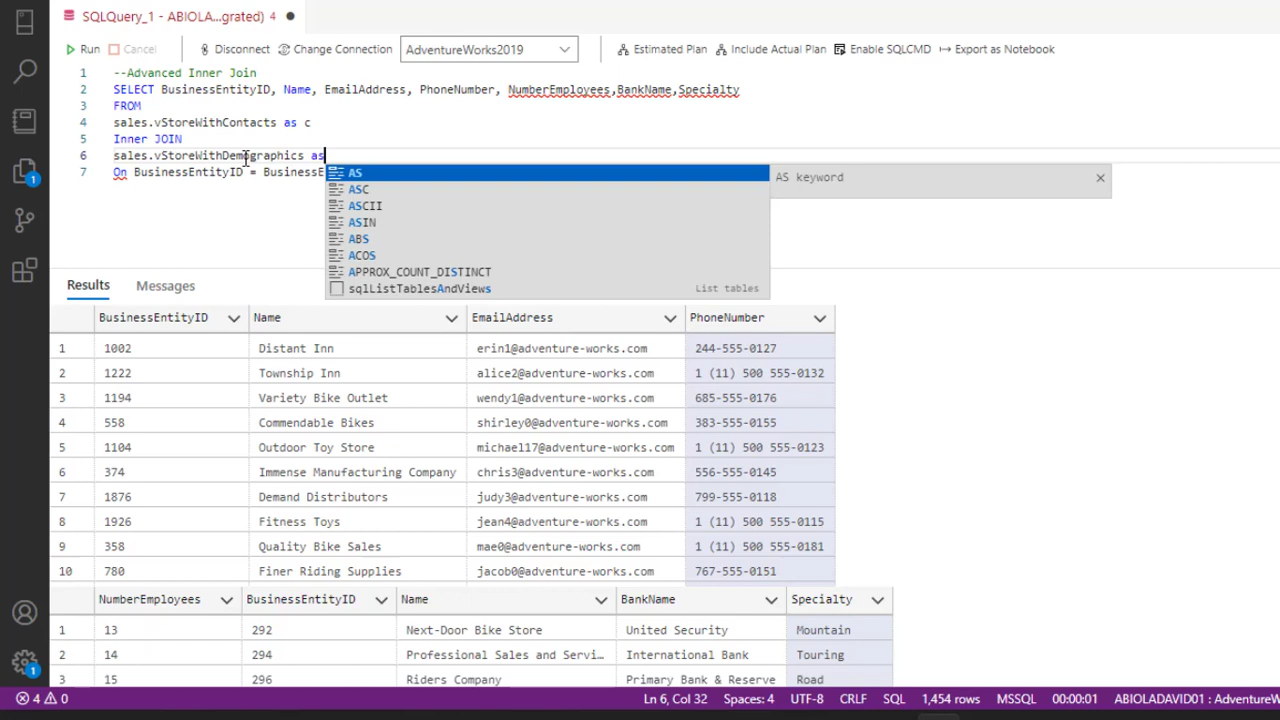 SQLQuery_1 - ABIOLA...grated) 4 ●
Run Cancel Disconnect Change Connection AdventureWorks2019 Estimated Plan Include Actual Plan Enable SQLCMD Export as Notebook
1 --Advanced Inner Join
2 SELECT BusinessEntityID, Name, EmailAddress, PhoneNumber, NumberEmployees,BankName,Specialty
3 FROM
4 sales.vStoreWithContacts as c
5 Inner JOIN
6 sales.vStoreWithDemographics as
7 On BusinessEntityID = BusinessE
AS AS keyword
ASC
ASCII
ASIN
ABS
ACOS
APPROX_COUNT_DISTINCT
sqlListTablesAndViews List tables
1
Results Messages
BusinessEntityID Name EmailAddress PhoneNumber
1 1002 Distant Inn erin1@adventure-works.com 244-555-0127
2 1222 Township Inn alice2@adventure-works.com 1 (11) 500 555-0132
3 1194 Variety Bike Outlet wendy1@adventure-works.com 685-555-0176
4 558 Commendable Bikes shirley0@adventure-works.com 383-555-0155
5 1104 Outdoor Toy Store michael17@adventure-works.com 1 (11) 500 555-0123
6 374 Immense Manufacturing Company chris3@adventure-works.com 556-555-0145
7 1876 Demand Distributors judy3@adventure-works.com 799-555-0118
8 1926 Fitness Toys jean4@adventure-works.com 1 (11) 500 555-0115
9 358 Quality Bike Sales mae0@adventure-works.com 1 (11) 500 555-0181
10 780 Finer Riding Supplies jacob0@adventure-works.com 767-555-0151
NumberEmployees BusinessEntityID Name BankName Specialty
1 13 292 Next-Door Bike Store United Security Mountain
2 14 294 Professional Sales and Servi... International Bank Touring
3 15 296 Riders Company Primary Bank & Reserve Road
1
4 0 Ln 6, Col 32 Spaces: 4 UTF-8 CRLF SQL 1,454 rows MSSQL 00:00:01 ABIOLADAVID01 : AdventureW